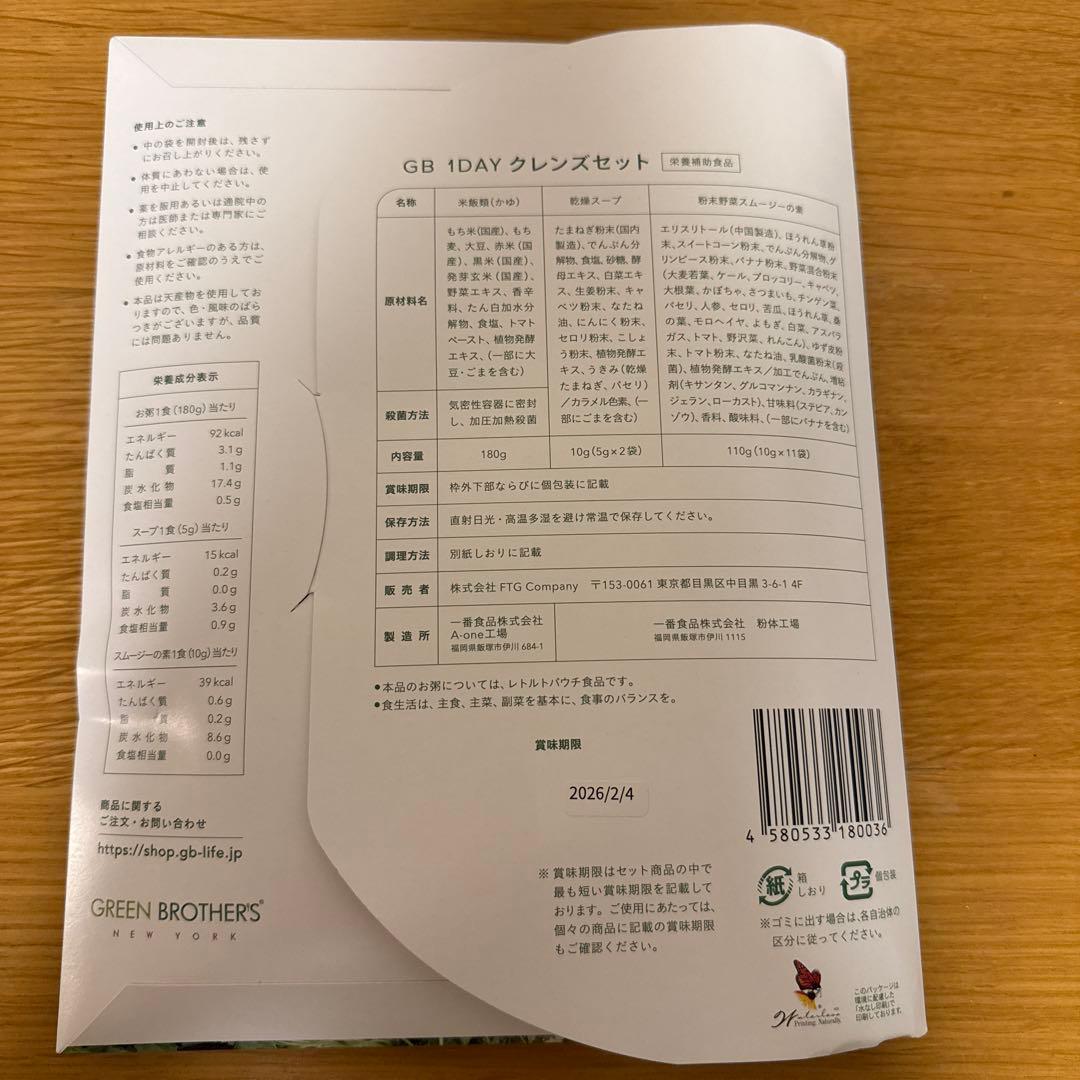 使用上のご注意
● 中の袋を開封後は、残さず
にお召し上がりください。
● 体質にあわない場合は、使
用を中止してください。
● 薬を服用あるいは通院中の
方は医師または専門家にご
相談ください。
● 食物アレルギーのある方は、
原材料をご確認のうえでご
使用ください。
● 本品は天産物を使用してお
りますので、色・風味のばら
つきがございますが、品質
には問題ありません。
栄養成分表示
お粥1食(180g)当たり
エネルギー 92kcal
たんぱく質 3.1g
脂 質 1.1g
炭水化物 17.4g
食塩相当量 0.5g
スープ1食(5g)当たり
エネルギー 15kcal
たんぱく質 0.2g
脂 質 0.0g
炭水化物 3.6g
食塩相当量 0.9g
スムージーの素1食(10g)当たり
エネルギー 39kcal
たんぱく質 0.6g
脂 質 0.2g
炭水化物 8.6g
食塩相当量 0.0g
商品に関する
ご注文・お問い合わせ
https://shop.gb-life.jp
GREEN BROTHER'S®
NEW YORK
GB 1DAY クレンズセット 栄養補助食品
名称 米飯類(かゆ) 乾燥スープ 粉末野菜スムージーの素
原材料名
もち米(国産)、もち
麦、大豆、赤米(国
産)、黒米(国産)、
発芽玄米(国産)、
野菜エキス、香辛
料、たん白加水分
解物、食塩、トマト
ペースト、植物発酵
エキス、(一部に大
豆・ごまを含む)
たまねぎ粉末(国内
製造)、でんぷん分
解物、食塩、砂糖、酵
母エキス、白菜エキ
ス、生姜粉末、キャ
ベツ粉末、なたね
油、にんにく粉末、
セロリ粉末、こしょ
う粉末、植物発酵エ
キス、うきみ(乾燥
たまねぎ、パセリ)
/カラメル色素、(一
部にごまを含む)
エリスリトール(中国製造)、ほうれん草粉
末、スイートコーン粉末、でんぷん分解物、グ
リンピース粉末、バナナ粉末、野菜混合粉末
(大麦若葉、ケール、ブロッコリー、キャベツ、
大根葉、かぼちゃ、さつまいも、チンゲン菜、
パセリ、人参、セロリ、苦瓜、ほうれん草、桑
の葉、モロヘイヤ、よもぎ、白菜、アスパラ
ガス、トマト、野沢菜、れんこん)、ゆず皮粉
末、トマト粉末、なたね油、乳酸菌粉末(殺
菌)、植物発酵エキス/加工でんぷん、増粘
剤(キサンタン、グルコマンナン、カラギナン、
ジェラン、ローカスト)、甘味料(ステビア、カン
ゾウ)、香料、酸味料、(一部にバナナを含む)
殺菌方法 気密性容器に密封
し、加圧加熱殺菌
内容量 180g 10g(5g×2袋) 110g(10g×11袋)
賞味期限 枠外下部ならびに個包装に記載
保存方法 直射日光・高温多湿を避け常温で保存してください。
調理方法 別紙しおりに記載
販売者 株式会社 FTG Company 〒153-0061 東京都目黒区中目黒 3-6-1 4F
製造所
一番食品株式会社
A-one工場
福岡県飯塚市伊川 684-1
一番食品株式会社 粉体工場
福岡県飯塚市伊川 1115
●本品のお粥については、レトルトパウチ食品です。
●食生活は、主食、主菜、副菜を基本に、食事のバランスを。
賞味期限
2026/2/4
4 580533 180036
※ 賞味期限はセット商品の中で
最も短い賞味期限を記載して
おります。ご使用にあたっては、
個々の商品に記載の賞味期限
もご確認ください。
紙 箱
しおり
プラ 個包装
※ゴミに出す場合は、各自治体の
区分に従ってください。
Waterless
Printing. Naturally.
このパッケージは
環境に配慮した
「水なし印刷」で
印刷しております。